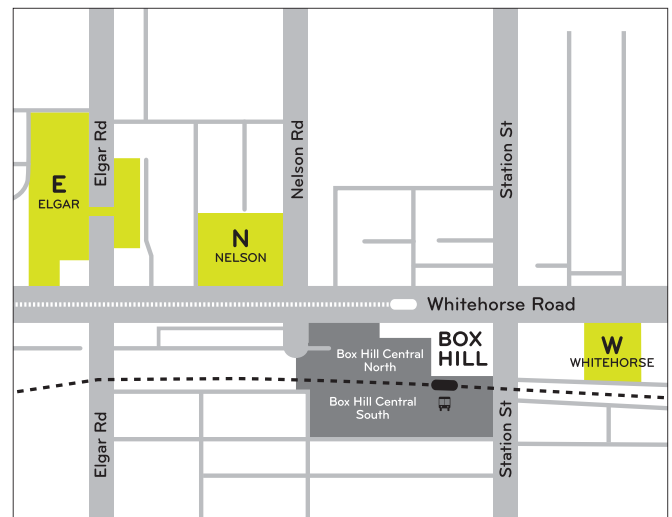 Elgar Rd
Nelson Rd
Station St
E
ELGAR
N
NELSON
Whitehorse Road
BOX
HILL
W
WHITEHORSE
Box Hill Central
North
Box Hill Central
South
Elgar Rd
Station St